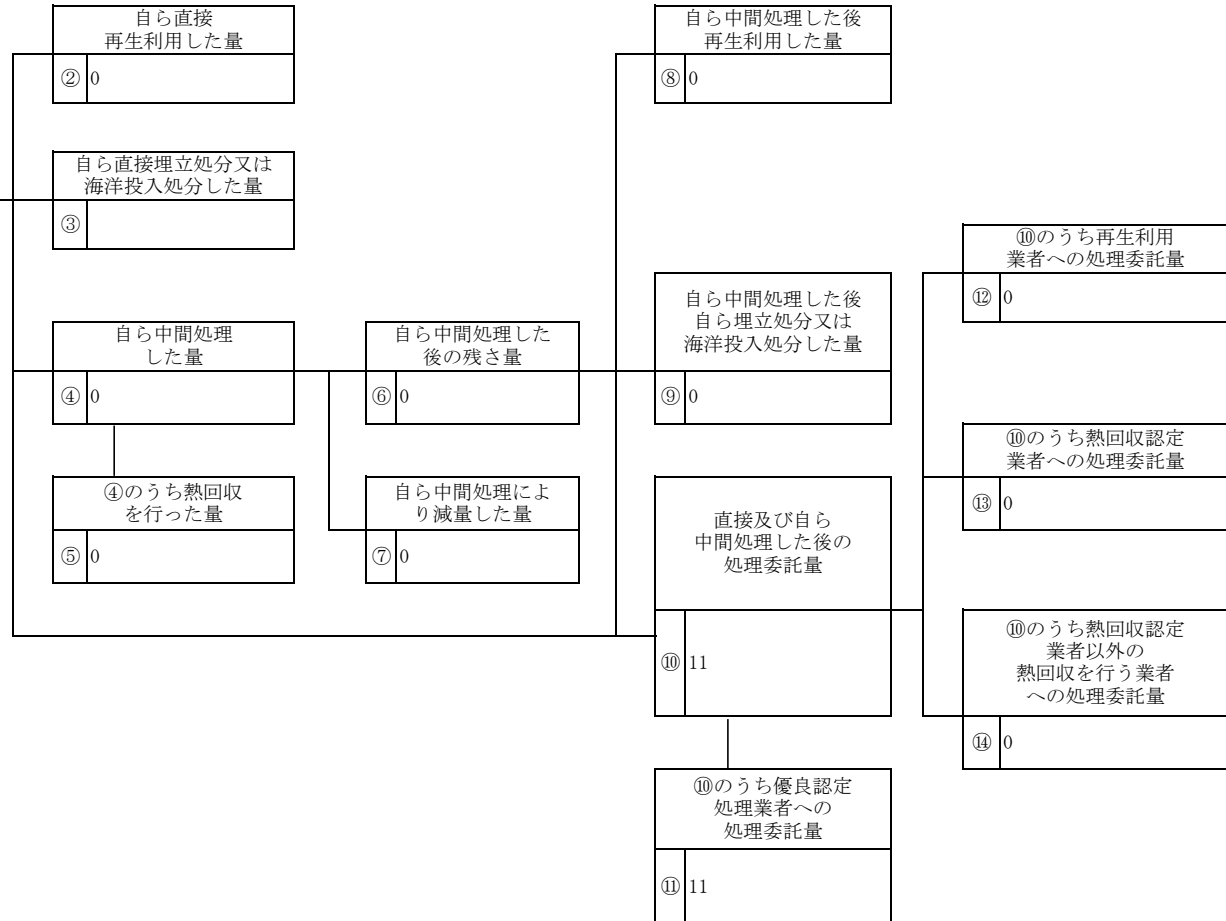 自ら直接
再生利用した量
② 0
自ら直接埋立処分又は
海洋投入処分した量
③
自ら中間処理
した量
④ 0
④のうち熱回収
を行った量
⑤ 0
自ら中間処理した
後の残さ量
⑥ 0
自ら中間処理によ
り減量した量
⑦ 0
自ら中間処理した後
再生利用した量
⑧ 0
自ら中間処理した後
自ら埋立処分又は
海洋投入処分した量
⑨ 0
直接及び自ら
中間処理した後の
処理委託量
⑩ 11
⑩のうち優良認定
処理業者への
処理委託量
⑪ 11
⑩のうち再生利用
業者への処理委託量
⑫ 0
⑩のうち熱回収認定
業者への処理委託量
⑬ 0
⑩のうち熱回収認定
業者以外の
熱回収を行う業者
への処理委託量
⑭ 0